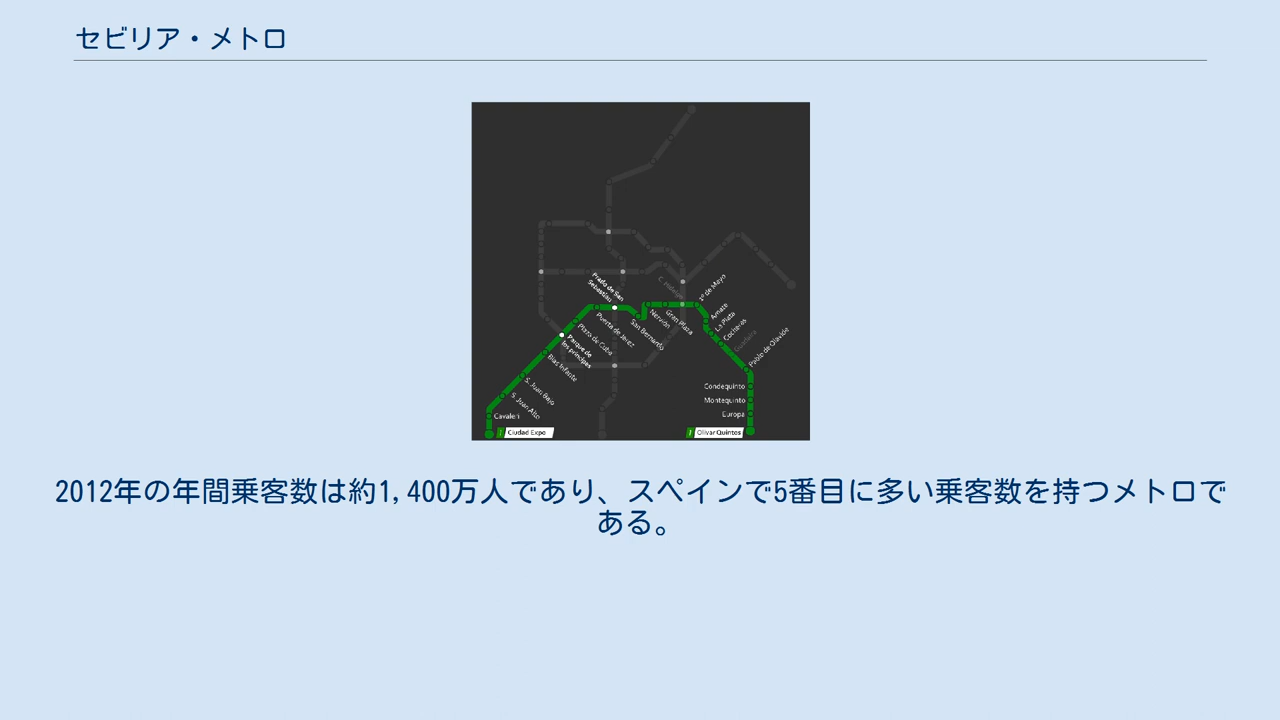 セビリア・メトロ
Prado de San
Sebastián
C. Hábago
1º de Mayo
Amate
La Plata
Cocheros
Guadaíra
Pablo de Olavide
Puerta de Jerez
San Bernardo
Nervión
Gran Plaza
Plaza de Cuba
Parque de
los príncipes
Blas Infante
S. Juan Bajo
S. Juan Alto
Cavaleri
Condequinto
Montequinto
Europa
1 Ciudad Expo
1 Olivar Quintos
2012年の年間乗客数は約1,400万人であり、スペインで5番目に多い乗客数を持つメトロで
ある。